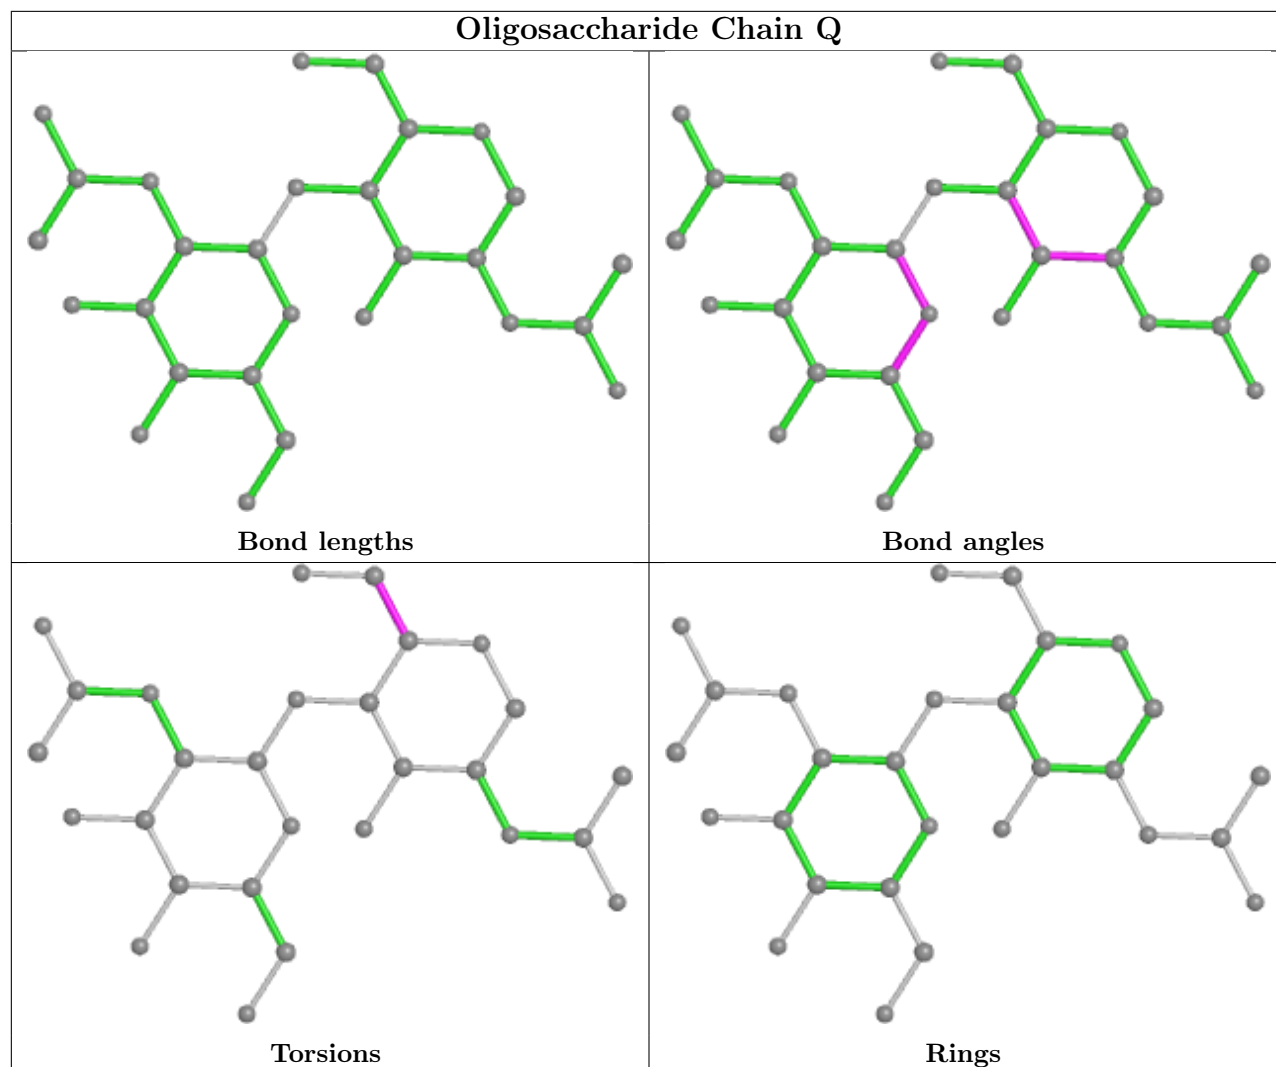 Oligosaccharide Chain Q
Bond lengths
Bond angles
Torsions
Rings